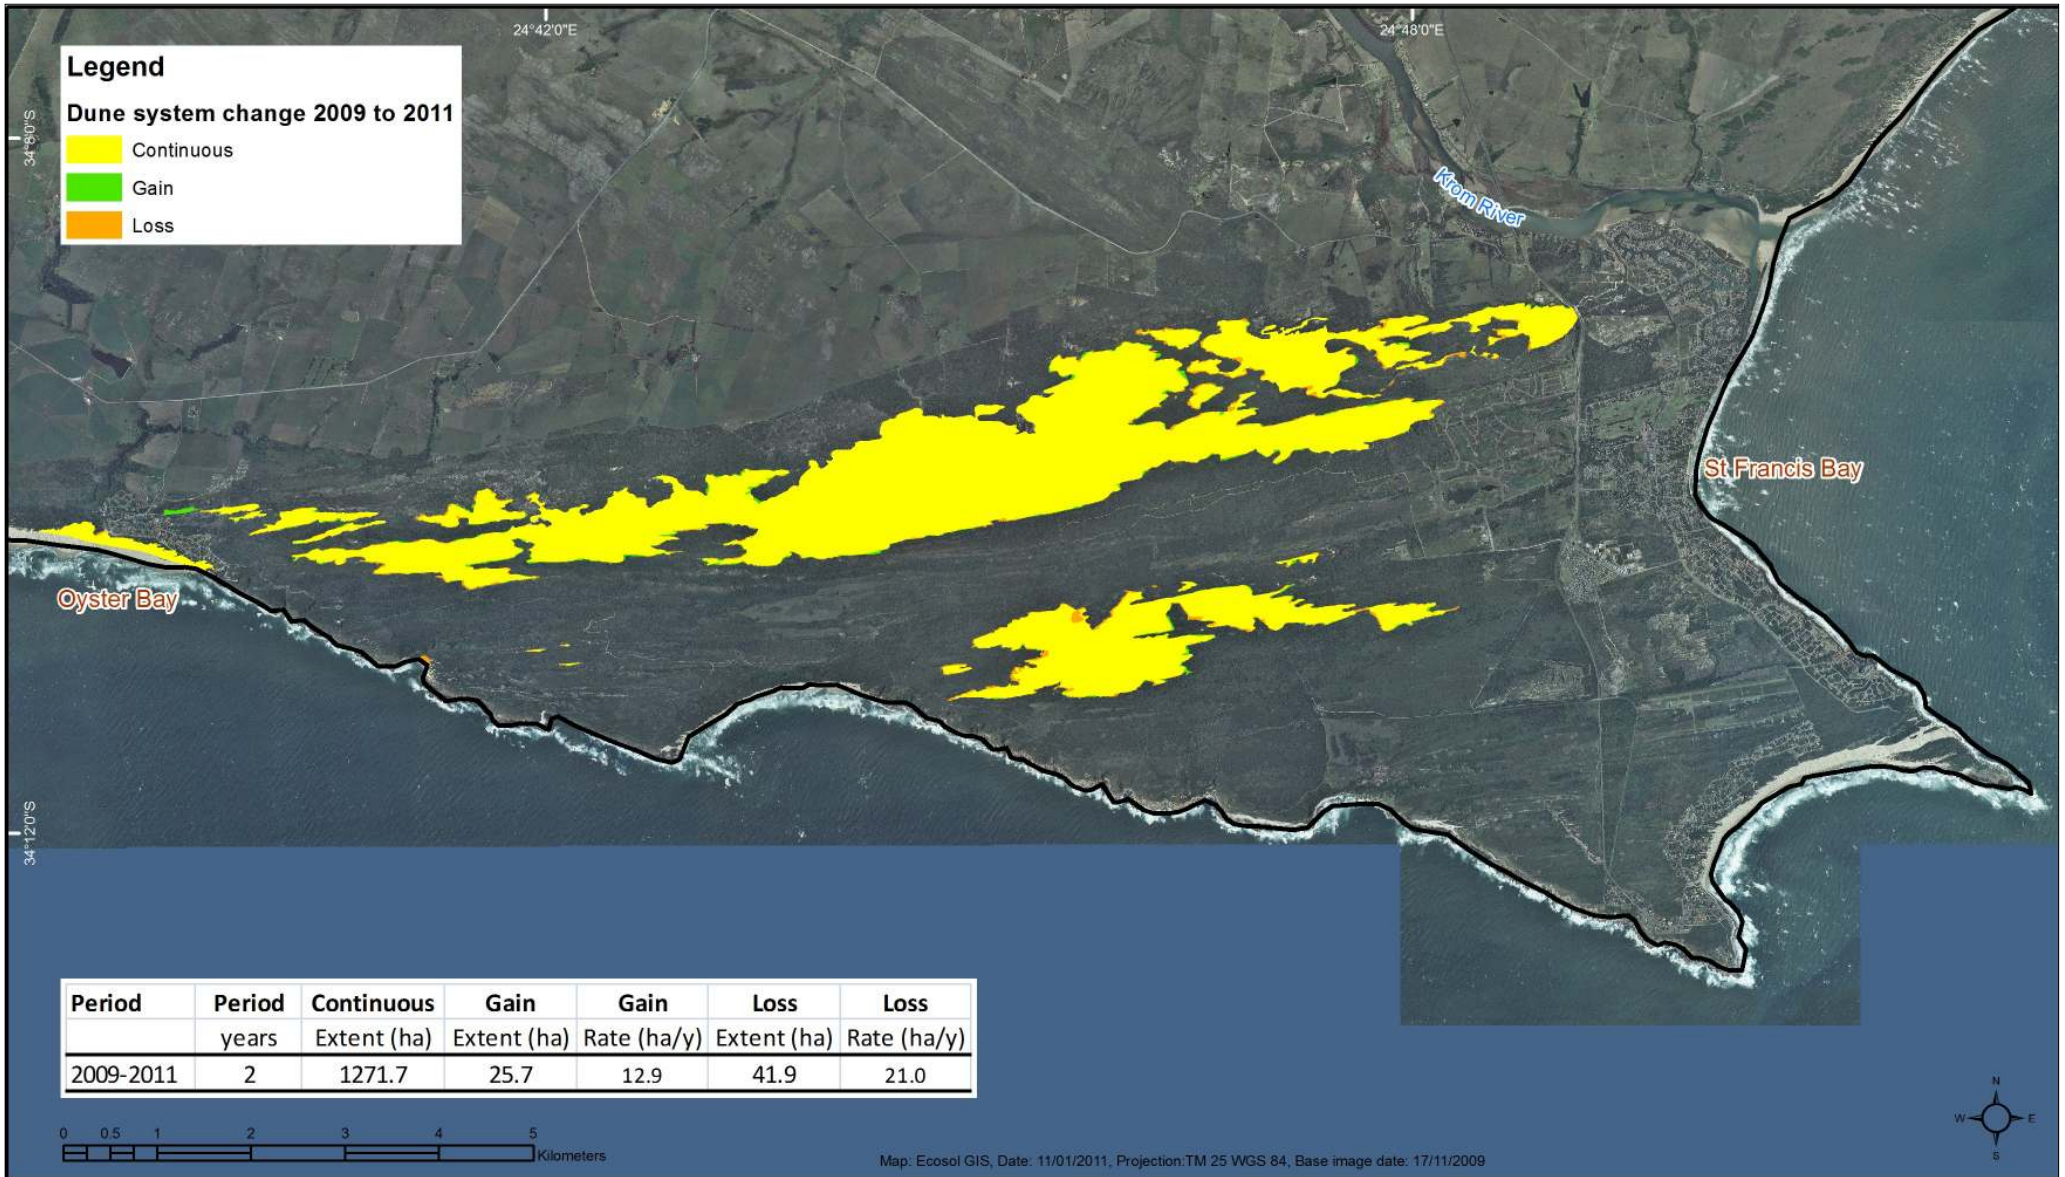 24°42'0"E
24°48'0"E
Legend
Dune system change 2009 to 2011
Continuous
Gain
Loss
34°8'0"S
Krom River
St Francis Bay
Oyster Bay
34°12'0"S
Period Period Continuous Gain Gain Loss Loss
years Extent (ha) Extent (ha) Rate (ha/y) Extent (ha) Rate (ha/y)
2009-2011 2 1271.7 25.7 12.9 41.9 21.0
0 0.5 1 2 3 4 5
Kilometers
Map: Ecosol GIS, Date: 11/01/2011, Projection:TM 25 WGS 84, Base image date: 17/11/2009
N
W E
S